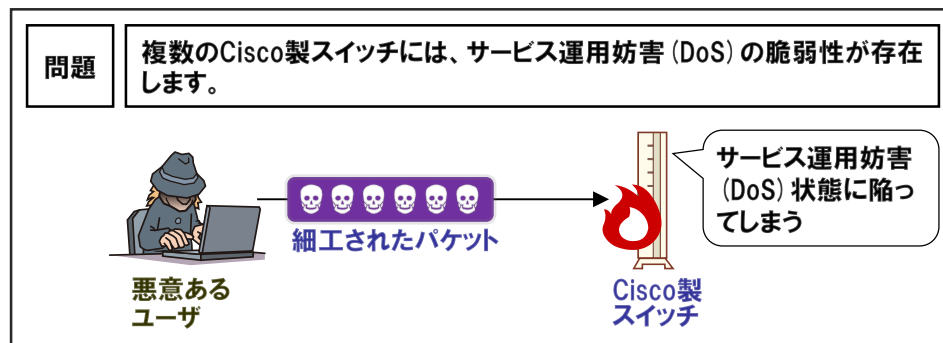 問題
複数のCisco製スイッチには、サービス運用妨害(DoS)の脆弱性が存在
します。
サービス運用妨害
(DoS)状態に陥っ
てしまう
細工されたパケット
悪意ある
ユーザ
Cisco製
スイッチ